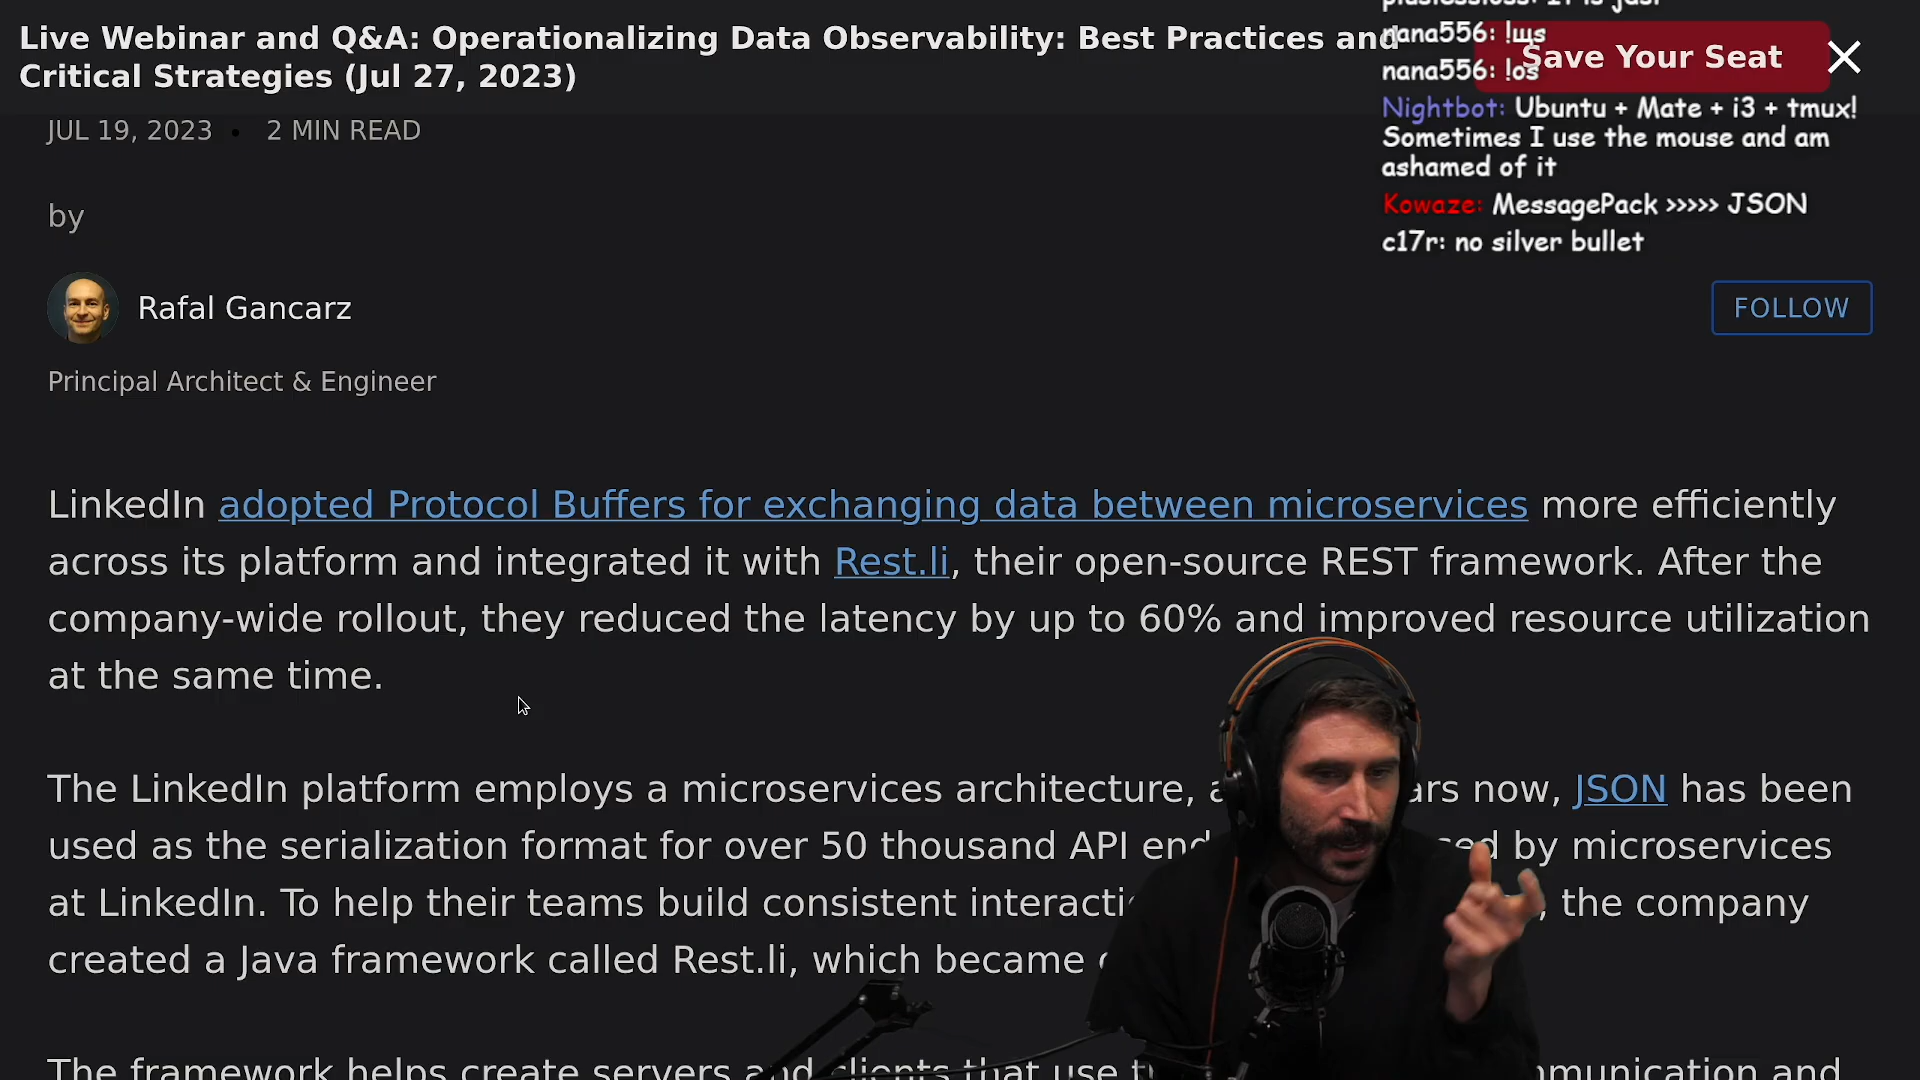 Live Webinar and Q&A: Operationalizing Data Observability: Best Practices and
Critical Strategies (Jul 27, 2023)
Save Your Seat
nana556: !ws
nana556: !os
Nightbot: Ubuntu + Mate + i3 + tmux!
Sometimes I use the mouse and am
ashamed of it
Kowaze: MessagePack >>>>> JSON
c17r: no silver bullet
JUL 19, 2023 • 2 MIN READ
by
Rafal Gancarz
FOLLOW
Principal Architect & Engineer
LinkedIn adopted Protocol Buffers for exchanging data between microservices more efficiently
across its platform and integrated it with Rest.li, their open-source REST framework. After the
company-wide rollout, they reduced the latency by up to 60% and improved resource utilization
at the same time.
The LinkedIn platform employs a microservices architecture, now, JSON has been
used as the serialization format for over 50 thousand API by microservices
at LinkedIn. To help their teams build consistent , the company
created a Java framework called Rest.li, which became
The framework helps create servers and clients that use and